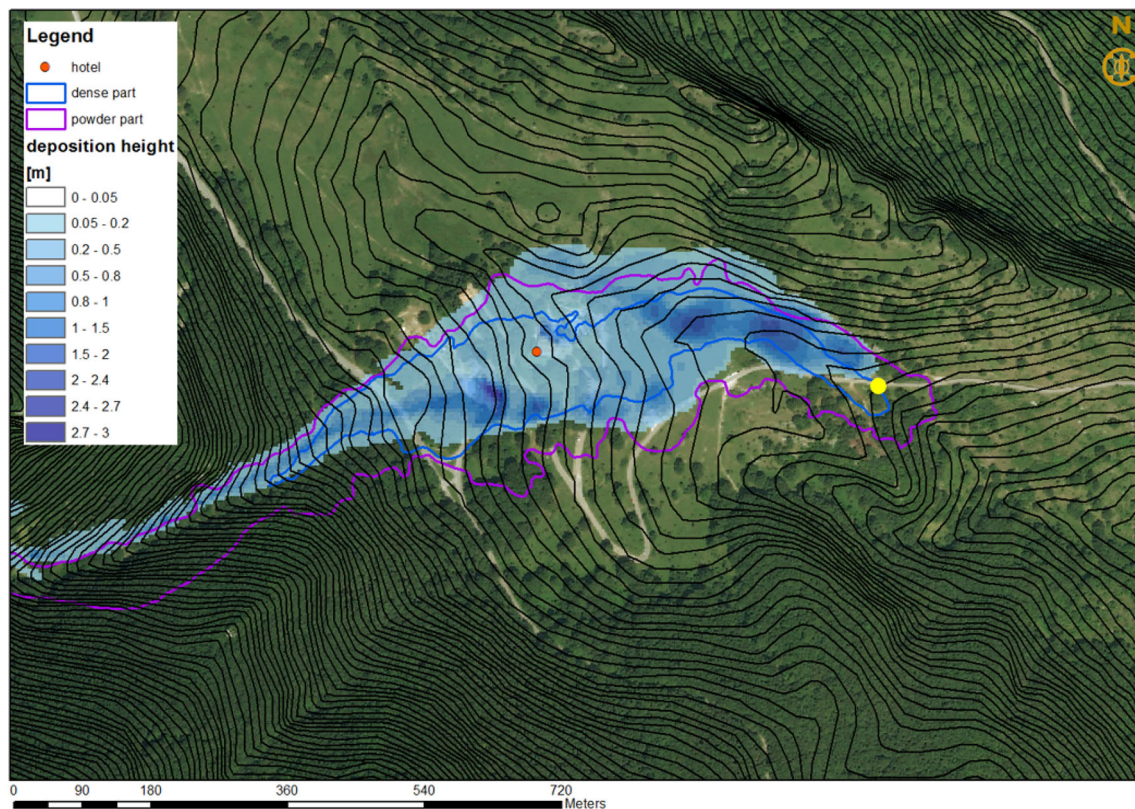 N
Legend
hotel
dense part
powder part
deposition height
[m]
0 - 0.05
0.05 - 0.2
0.2 - 0.5
0.5 - 0.8
0.8 - 1
1 - 1.5
1.5 - 2
2 - 2.4
2.4 - 2.7
2.7 - 3
0 90 180 360 540 720
Meters